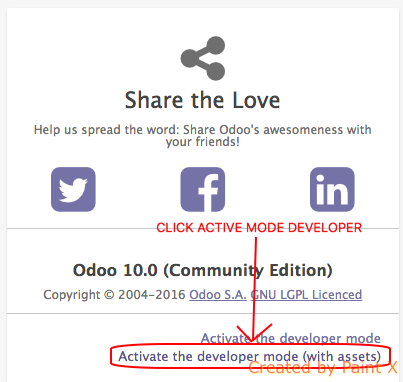 Share the Love
Help us spread the word: Share Odoo's awesomeness with
your friends!
in
CLICK ACTIVE MODE DEVELOPER
Odoo 10.0 (Community Edition)
Copyright © 2004-2016 Odoo S.A. GNU LGPL Licenced
Activate the developer mode
Activate the developer mode (with assets)
Created by Paint X